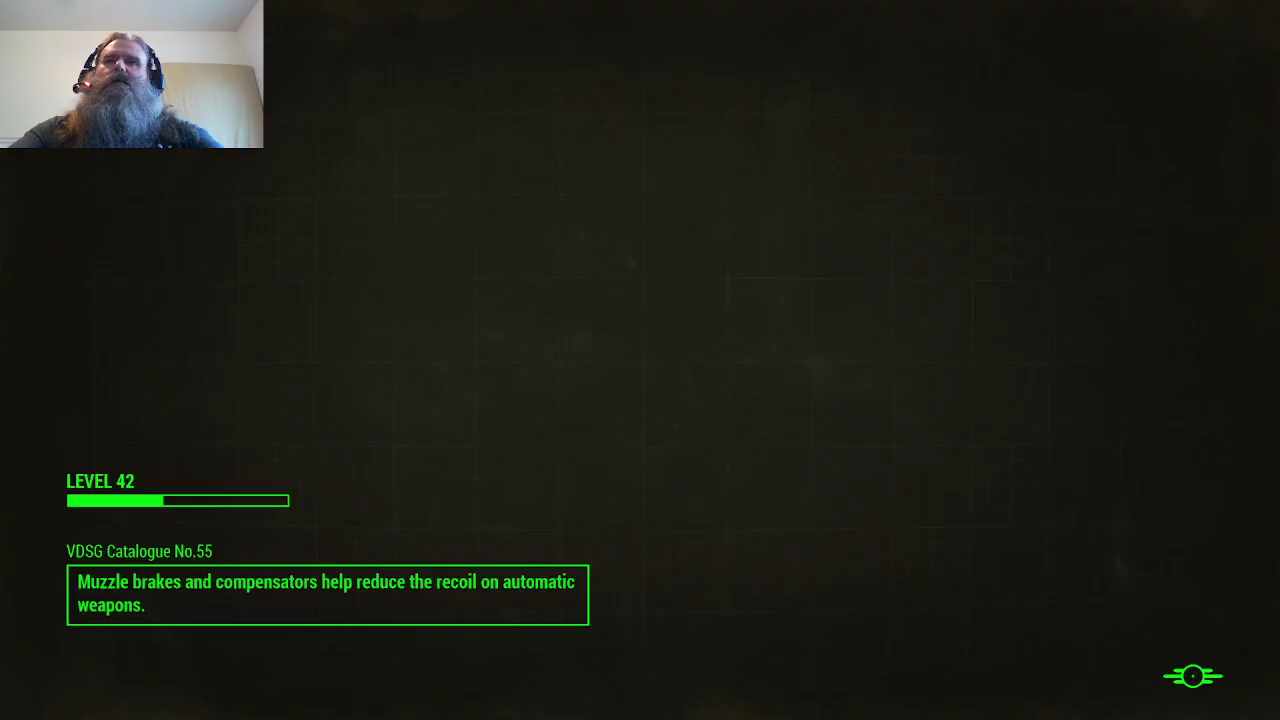 LEVEL 42
VDSG Catalogue No.55
Muzzle brakes and compensators help reduce the recoil on automatic
weapons.